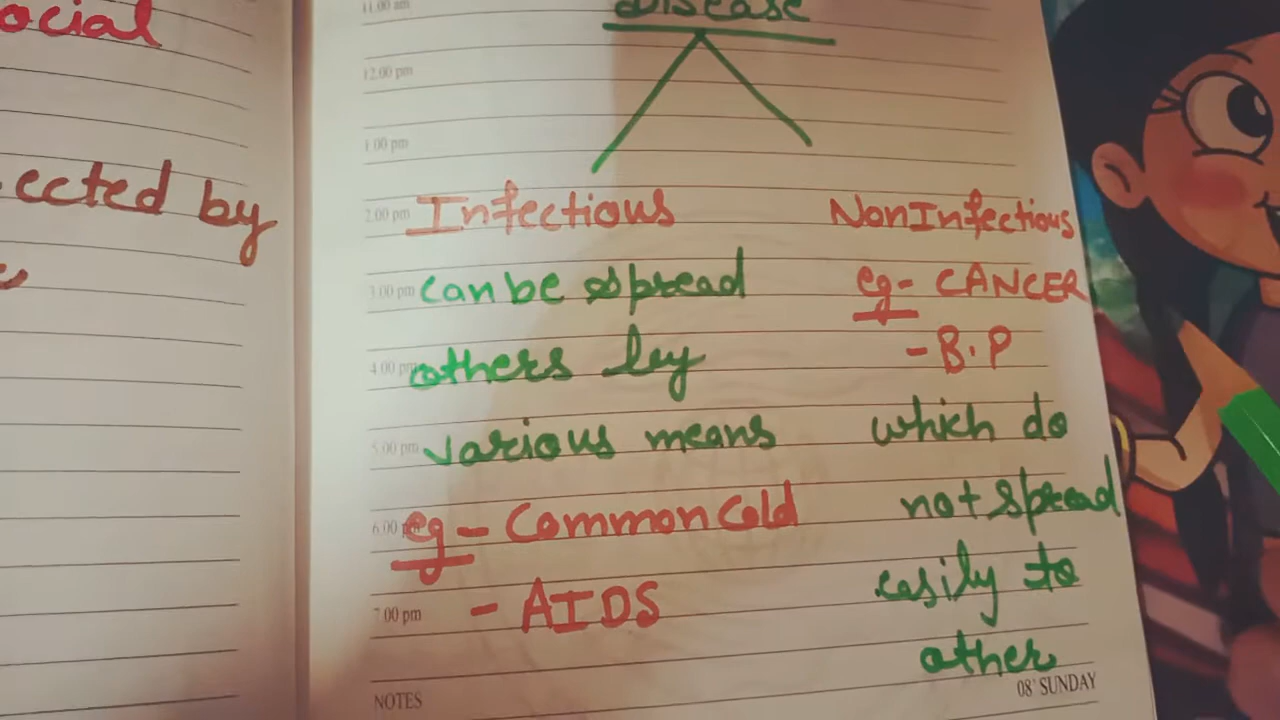 ocial
ected by
11.00 am
Disease
12.00 pm
1.00 pm
2.00 pm Infectious
3.00 pm can be spread
4.00 pm others by
5.00 pm various means
6.00 pm eg - Common Cold
7.00 pm - AIDS
NonInfectious
eg - CANCER
- B.P
which do
not spread
easily to
other
NOTES
08 SUNDAY